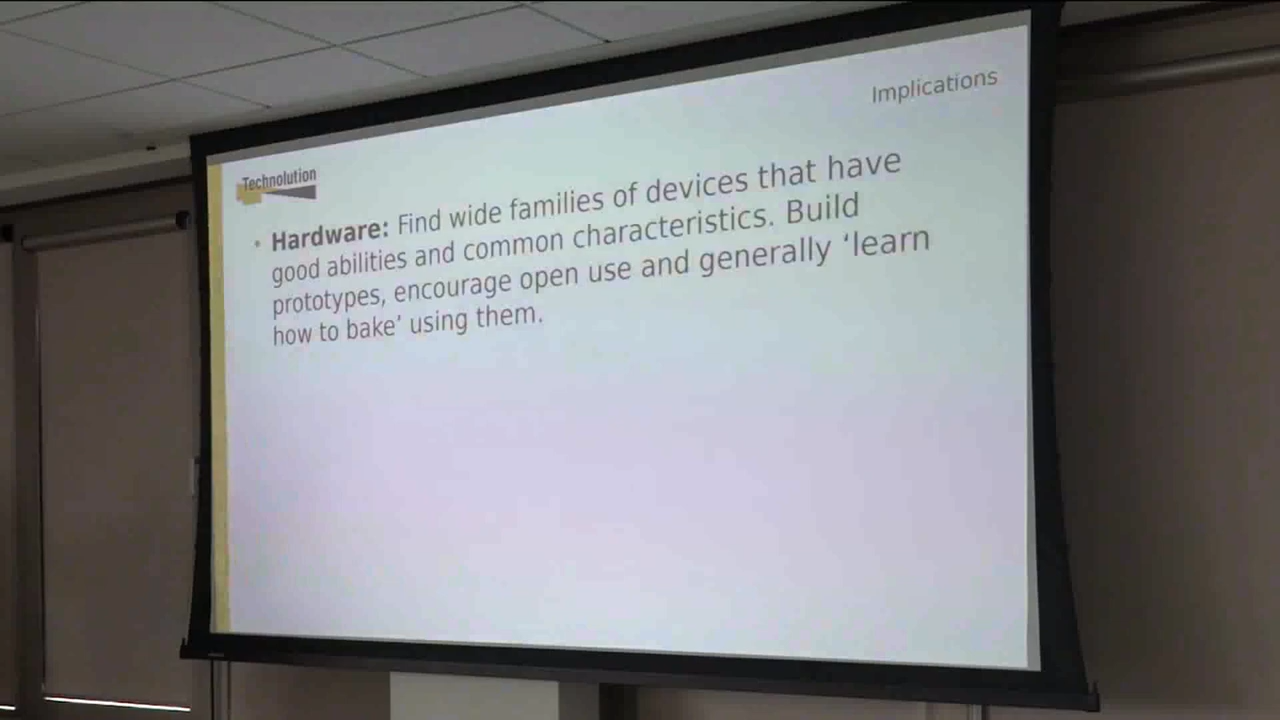 Implications
Technolution
• Hardware: Find wide families of devices that have
good abilities and common characteristics. Build
prototypes, encourage open use and generally ‘learn
how to bake’ using them.